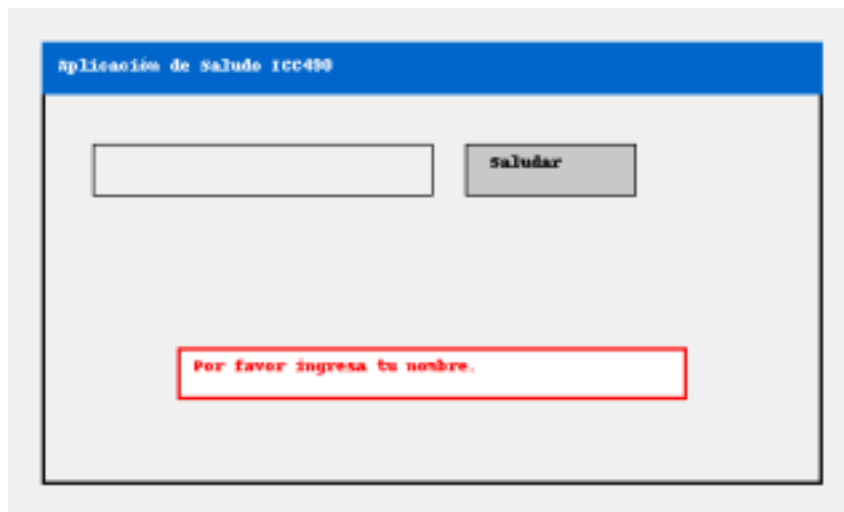 Aplicación de Saludo ICC490
Saludar
Por favor ingresa tu nombre.